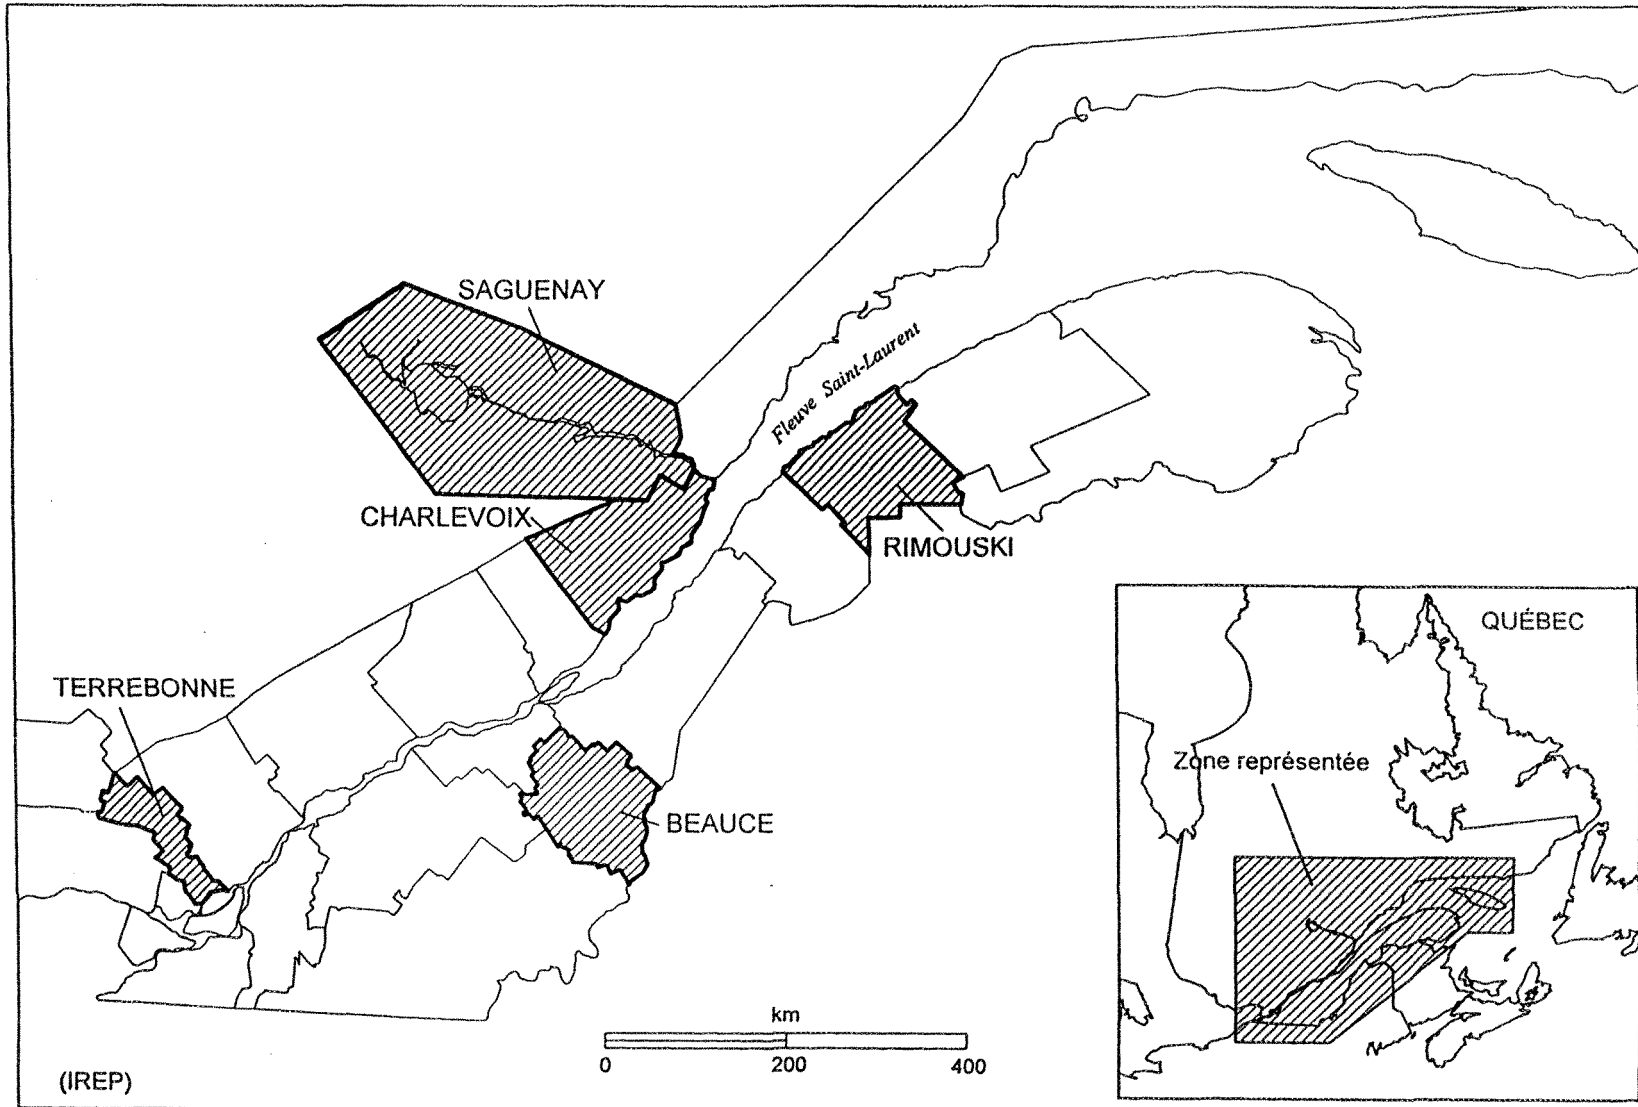 SAGUENAY
Fleuve Saint-Laurent
CHARLEVOIX
RIMOUSKI
TERREBONNE
BEAUCE
QUÉBEC
Zone représentée
km
0 200 400
(IREP)